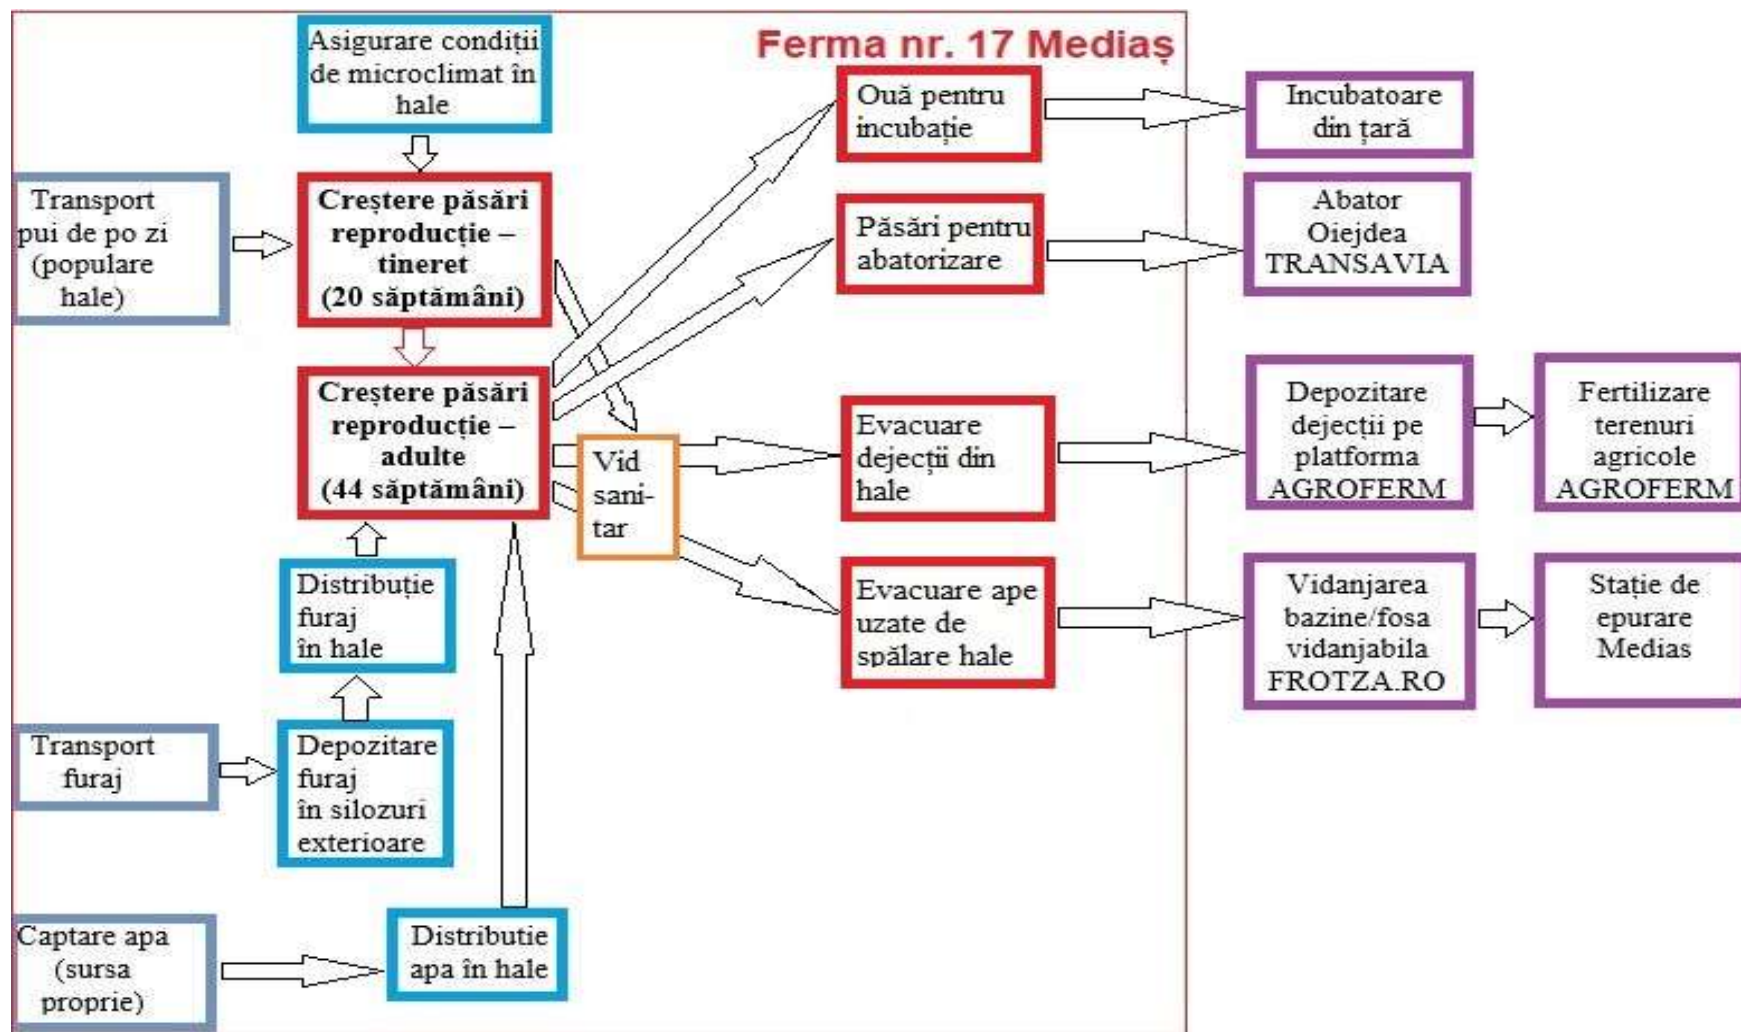 Ferma nr. 17 Mediaș
Asigurare condiții
de microclimat în
hale
Transport
pui de po zi
(populare
hale)
Creștere păsări
reproducție –
tineret
(20 săptămâni)
Creștere păsări
reproducție –
adulte
(44 săptămâni)
Distribuție
furaj
în hale
Transport
furaj
Depozitare
furaj
în silozuri
exterioare
Captare apa
(sursa
proprie)
Distributie
apa în hale
Vid
sani-
tar
Ouă pentru
incubație
Incubatoare
din țară
Păsări pentru
abatorizare
Abator
Oiejdea
TRANSAVIA
Evacuare
dejecții din
hale
Depozitare
dejecții pe
platforma
AGROFERM
Fertilizare
terenuri
agricole
AGROFERM
Evacuare ape
uzate de
spălare hale
Vidanjarea
bazine/fosa
vidanjabila
FROTZA.RO
Stație de
epurare
Medias